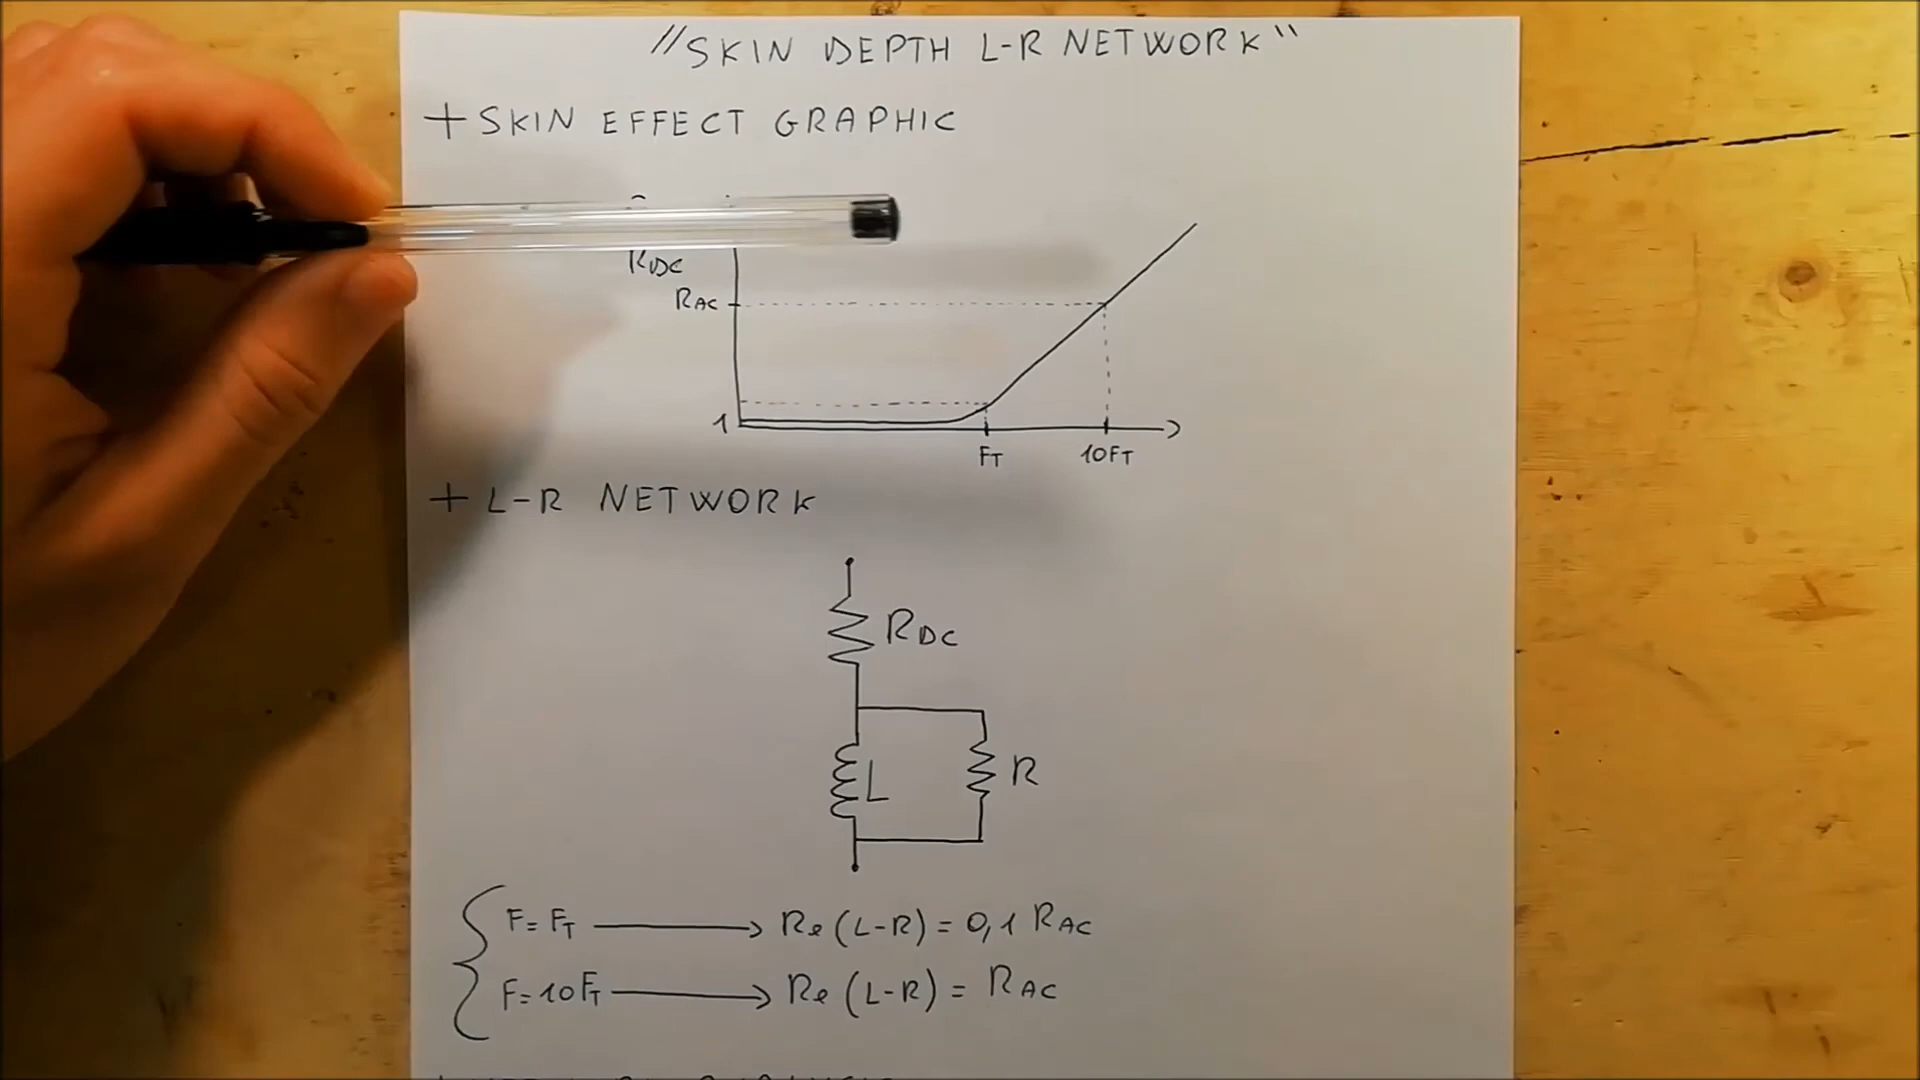 "SKIN DEPTH L-R NETWORK"
+ SKIN EFFECT GRAPHIC
RDC
RAC
1
FT 10FT
+ L-R NETWORK
RDC
L R
F=FT → Re(L-R) = 0,1 RAC
F=10FT → Re(L-R) = RAC